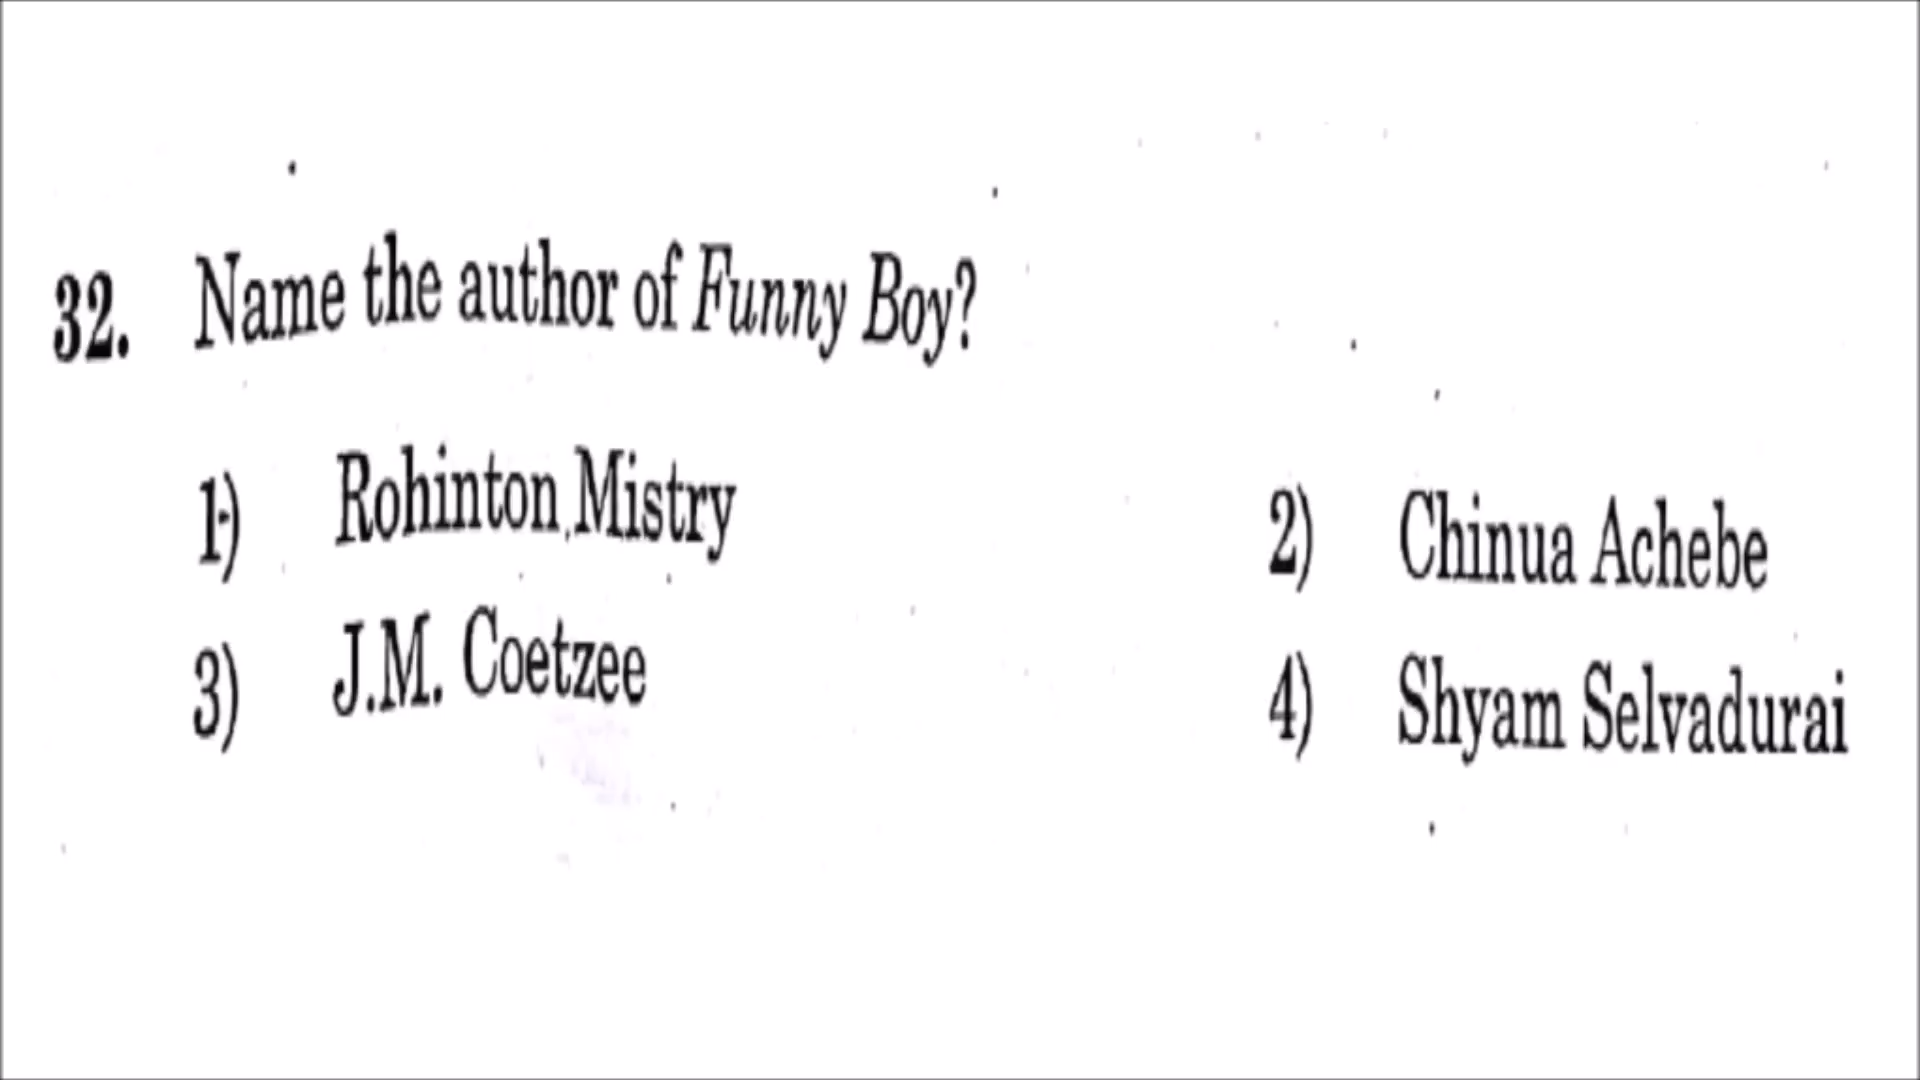 32. Name the author of Funny Boy?
1) Rohinton Mistry 2) Chinua Achebe
3) J.M. Coetzee 4) Shyam Selvadurai